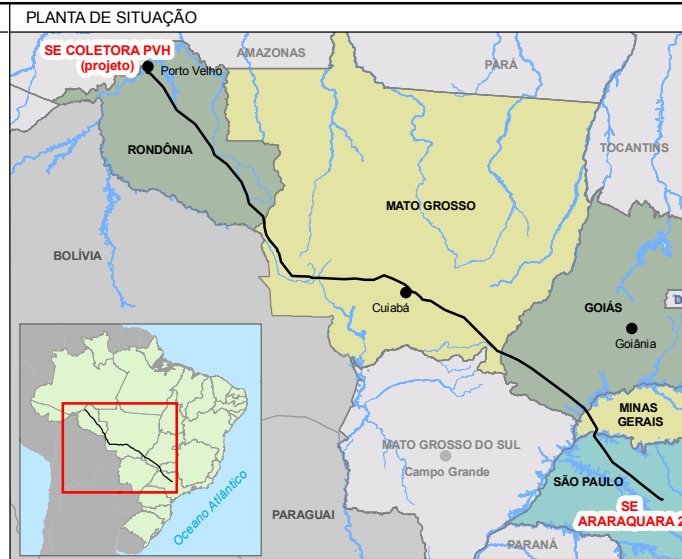 PLANTA DE SITUAÇÃO
SE COLETORA PVH
(projeto)
AMAZONAS
Porto Velho
PARÁ
RONDÔNIA
TOCANTINS
MATO GROSSO
BOLÍVIA
Cuiabá
GOIÁS
D
Goiânia
MINAS
GERAIS
MATO GROSSO DO SUL
Campo Grande
SÃO PAULO
Oceano Atlântico
PARAGUAI
SE
ARARAQUARA 2
PARANÁ